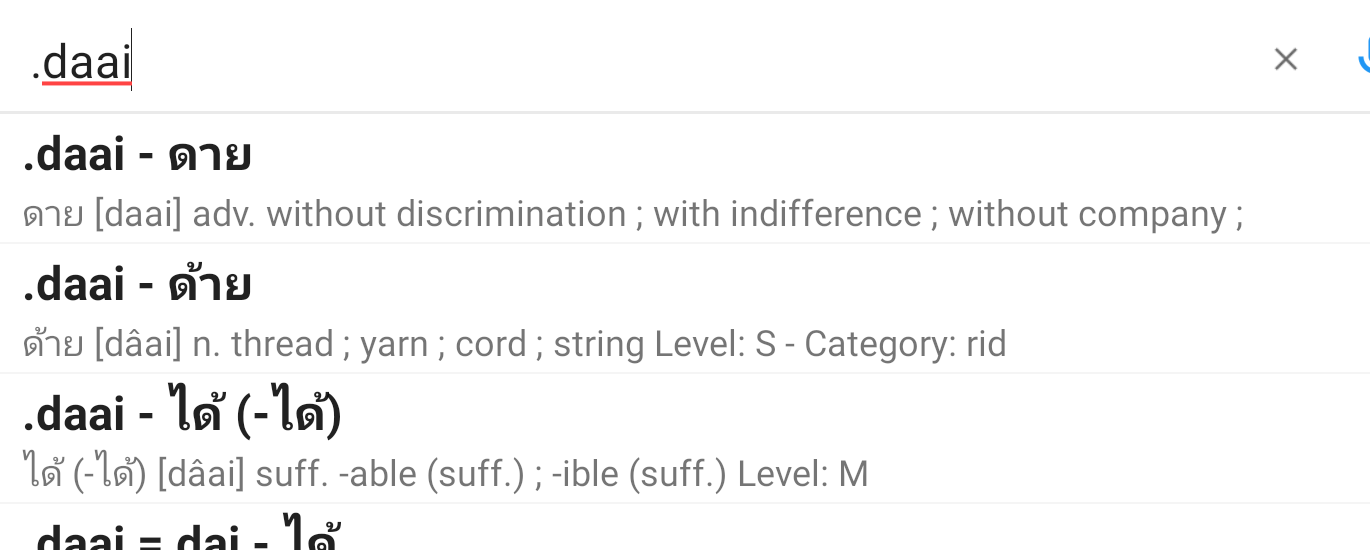 .daai
.daai - ดาย
ดาย [daai] adv. without discrimination ; with indifference ; without company ;
.daai - ด้าย
ด้าย [dâai] n. thread ; yarn ; cord ; string Level: S - Category: rid
.daai - ได้ (-ได้)
ได้ (-ได้) [dâai] suff. -able (suff.) ; -ible (suff.) Level: M
.daai = dai - ได้